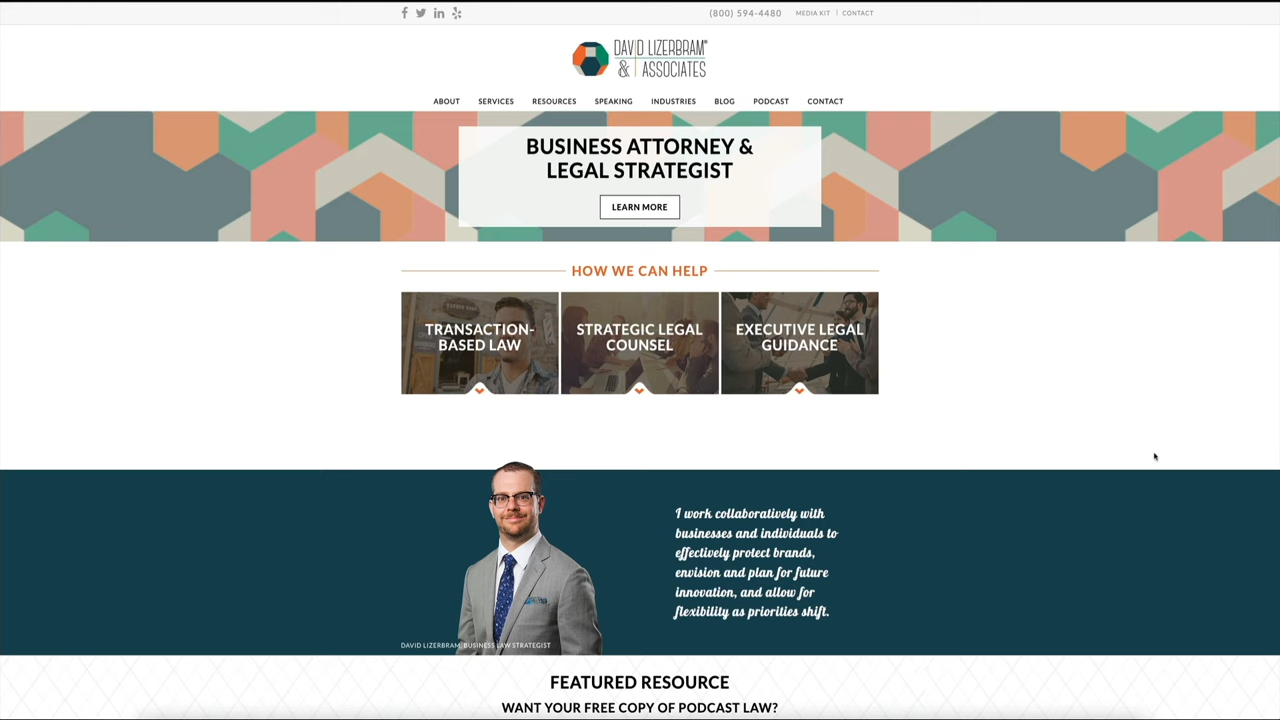 (800) 594-4480 MEDIA KIT | CONTACT
DAVID LIZERBRAM®
& ASSOCIATES
ABOUT SERVICES RESOURCES SPEAKING INDUSTRIES BLOG PODCAST CONTACT
BUSINESS ATTORNEY &
LEGAL STRATEGIST
LEARN MORE
HOW WE CAN HELP
TRANSACTION-
BASED LAW
STRATEGIC LEGAL
COUNSEL
EXECUTIVE LEGAL
GUIDANCE
I work collaboratively with
businesses and individuals to
effectively protect brands,
envision and plan for future
innovation, and allow for
flexibility as priorities shift.
DAVID LIZERBRAM, BUSINESS LAW STRATEGIST
FEATURED RESOURCE
WANT YOUR FREE COPY OF PODCAST LAW?